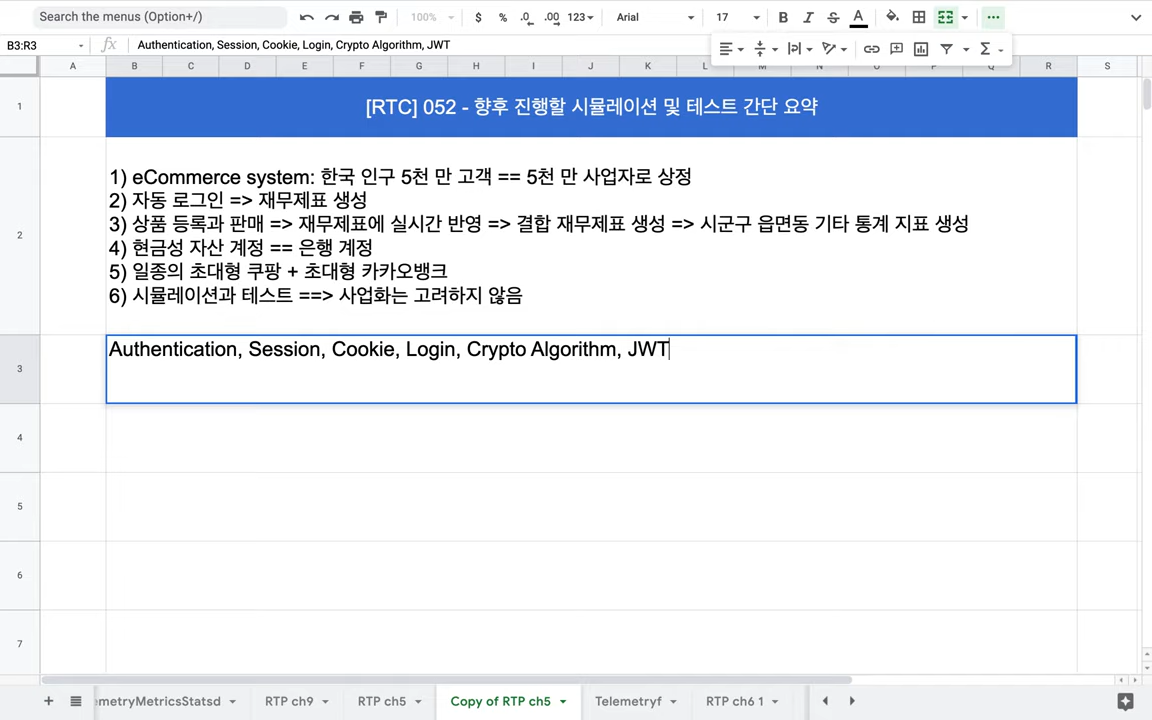 Search the menus (Option+/)
100%
$ % .0 .00 123
Arial
17
B I S A
B3:R3
fx
Authentication, Session, Cookie, Login, Crypto Algorithm, JWT
A B C D E F G H I J K L M N O P Q R S
1
[RTC] 052 - 향후 진행할 시뮬레이션 및 테스트 간단 요약
2
1) eCommerce system: 한국 인구 5천 만 고객 == 5천 만 사업자로 상정
2) 자동 로그인 => 재무제표 생성
3) 상품 등록과 판매 => 재무제표에 실시간 반영 => 결합 재무제표 생성 => 시군구 읍면동 기타 통계 지표 생성
4) 현금성 자산 계정 == 은행 계정
5) 일종의 초대형 쿠팡 + 초대형 카카오뱅크
6) 시뮬레이션과 테스트 ==> 사업화는 고려하지 않음
3
Authentication, Session, Cookie, Login, Crypto Algorithm, JWT
4
5
6
7
emetryMetricsStatsd
RTP ch9
RTP ch5
Copy of RTP ch5
Telemetryf
RTP ch6 1